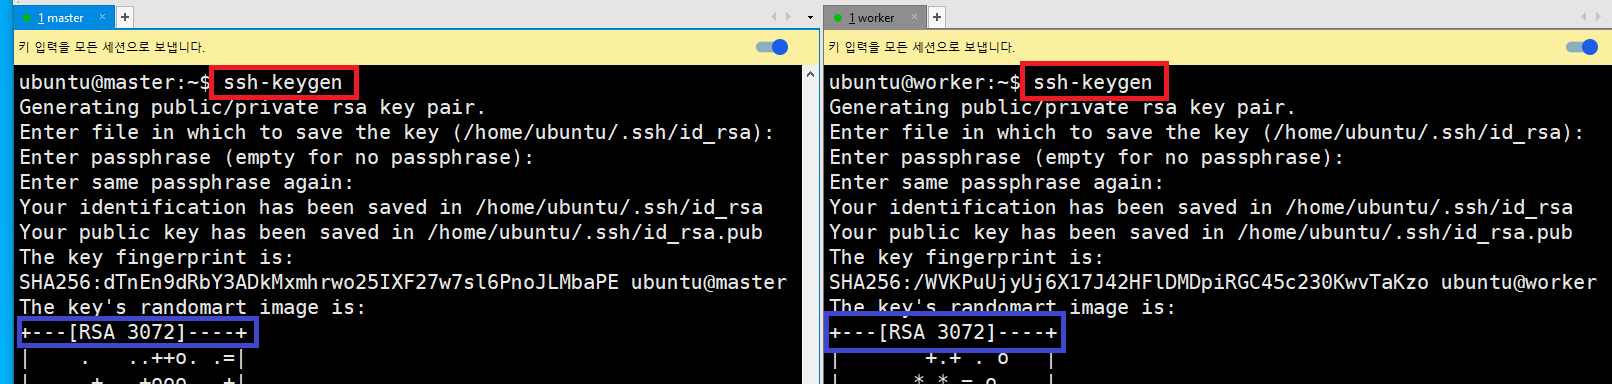 1 master
키 입력을 모든 세션으로 보냅니다.
ubuntu@master:~$ ssh-keygen
Generating public/private rsa key pair.
Enter file in which to save the key (/home/ubuntu/.ssh/id_rsa):
Enter passphrase (empty for no passphrase):
Enter same passphrase again:
Your identification has been saved in /home/ubuntu/.ssh/id_rsa
Your public key has been saved in /home/ubuntu/.ssh/id_rsa.pub
The key fingerprint is:
SHA256:dTnEn9dRbY3ADkMxmhrwo25IXF27w7sl6PnoJLMbaPE ubuntu@master
The key's randomart image is:
+---[RSA 3072]----+
|    .   ..++o. .=|
1 worker
키 입력을 모든 세션으로 보냅니다.
ubuntu@worker:~$ ssh-keygen
Generating public/private rsa key pair.
Enter file in which to save the key (/home/ubuntu/.ssh/id_rsa):
Enter passphrase (empty for no passphrase):
Enter same passphrase again:
Your identification has been saved in /home/ubuntu/.ssh/id_rsa
Your public key has been saved in /home/ubuntu/.ssh/id_rsa.pub
The key fingerprint is:
SHA256:/WVKPuUjyUj6X17J42HFlDMDpiRGC45c230KwvTaKzo ubuntu@worker
The key's randomart image is:
+---[RSA 3072]----+
|       +.+ . o   |